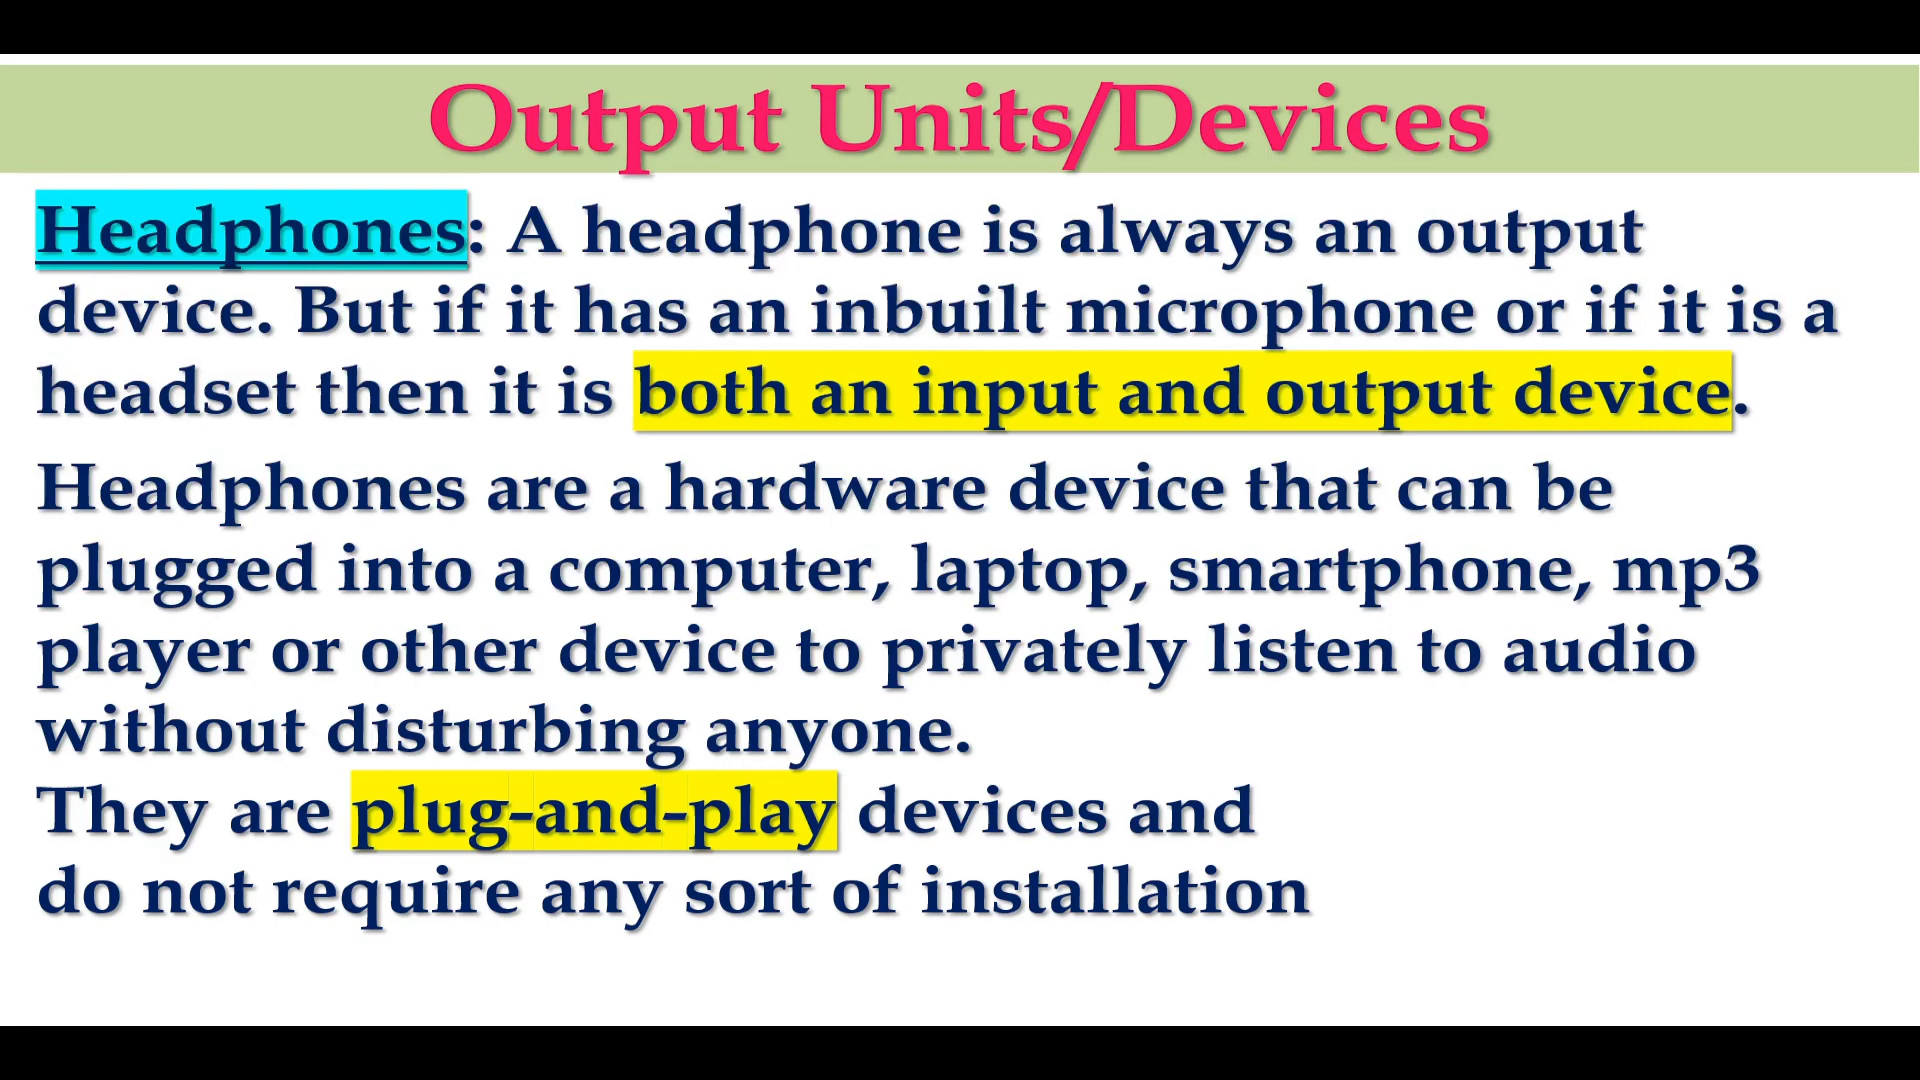 Output Units/Devices
Headphones: A headphone is always an output
device. But if it has an inbuilt microphone or if it is a
headset then it is both an input and output device.
Headphones are a hardware device that can be
plugged into a computer, laptop, smartphone, mp3
player or other device to privately listen to audio
without disturbing anyone.
They are plug-and-play devices and
do not require any sort of installation